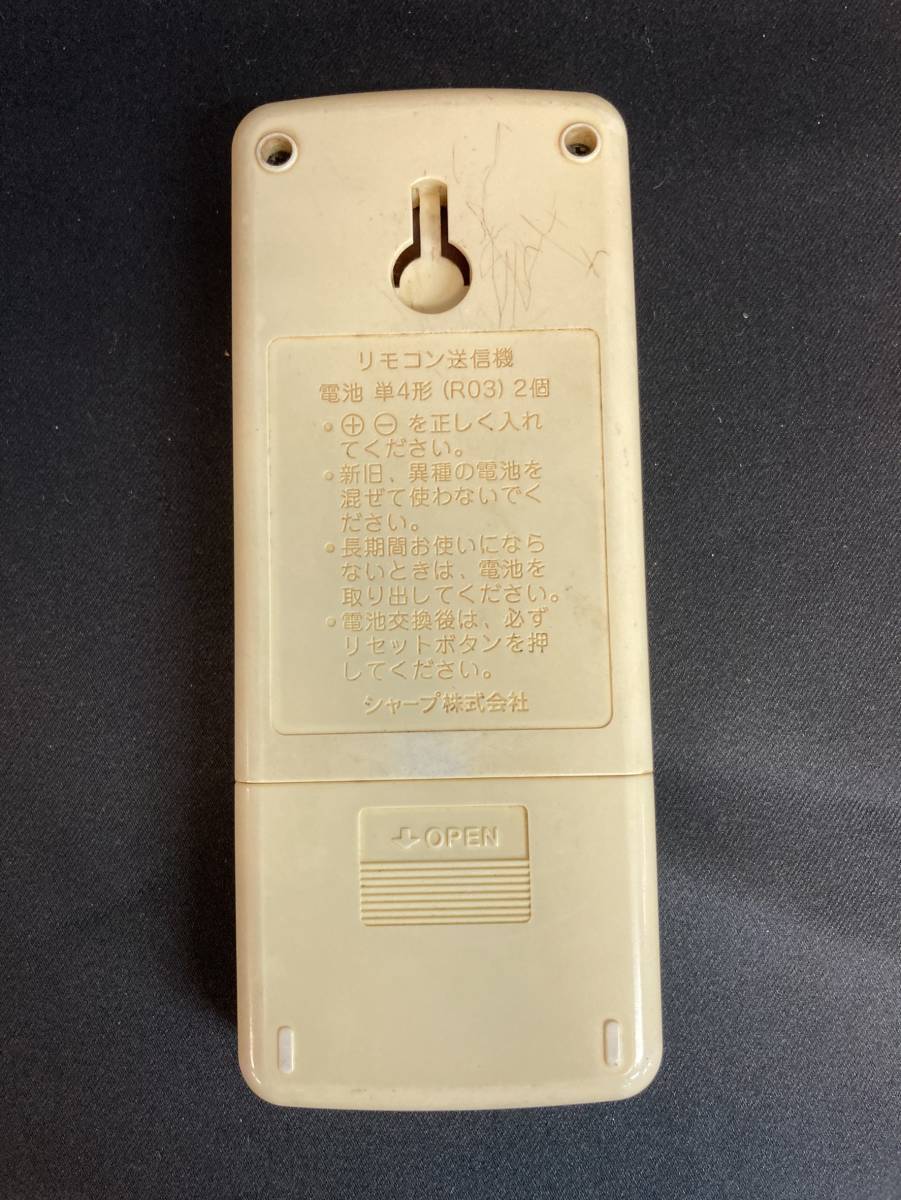 リモコン送信機
電池 単4形 (R03) 2個
• ⊕ ⊖ を正しく入れ
てください。
• 新旧、異種の電池を
混ぜて使わないでく
ださい。
• 長期間お使いになら
ないときは、電池を
取り出してください。
• 電池交換後は、必ず
リセットボタンを押
してください。
シャープ株式会社
OPEN